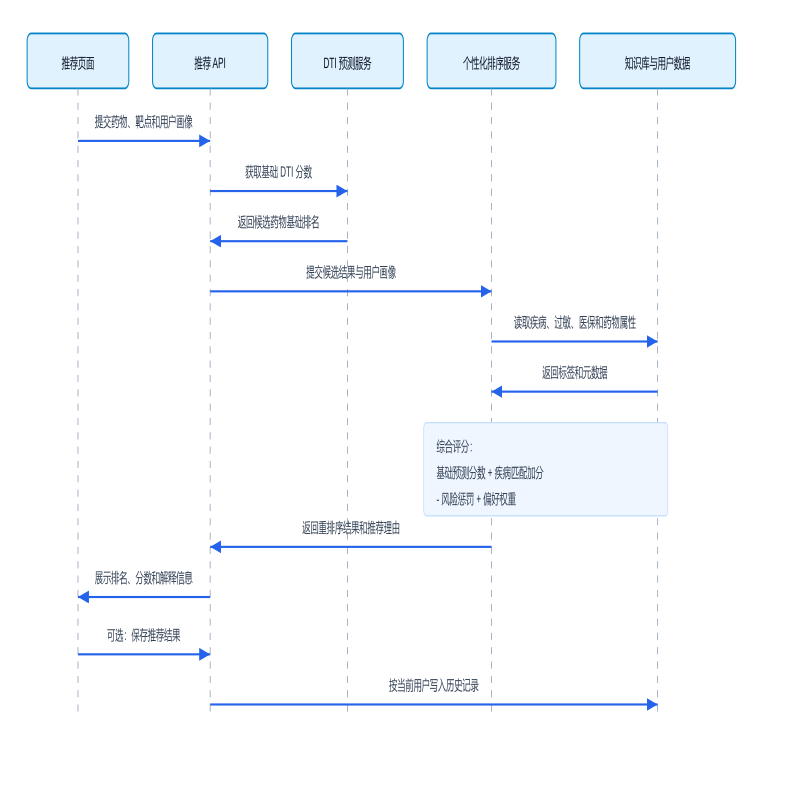 推荐页面
推荐 API
DTI 预测服务
个性化排序服务
知识库与用户数据
提交药物、靶点和用户画像
获取基础 DTI 分数
返回候选药物基础排名
提交候选结果与用户画像
读取疾病、过敏、医保和药物属性
返回标签和元数据
综合评分：
基础预测分数 + 疾病匹配加分
- 风险惩罚 + 偏好权重
返回重排序结果和推荐理由
展示排名、分数和解释信息
可选：保存推荐结果
按当前用户写入历史记录